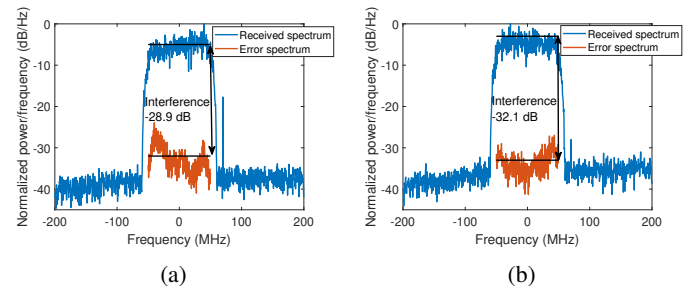 Normalized power/frequency (dB/Hz)
0
-10
-20
-30
-40
Received spectrum
Error spectrum
Interference
-28.9 dB
-200
-100
0
100
200
Frequency (MHz)
(a)
Normalized power/frequency (dB/Hz)
0
-10
-20
-30
-40
Received spectrum
Error spectrum
Interference
-32.1 dB
-200
-100
0
100
200
Frequency (MHz)
(b)